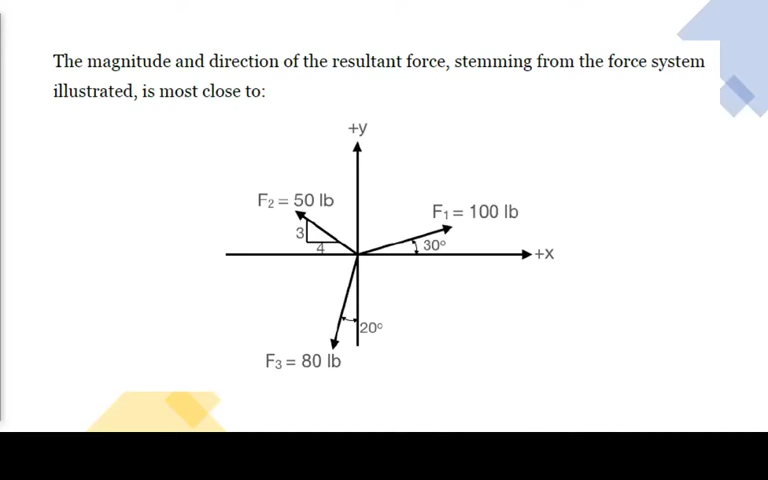 The magnitude and direction of the resultant force, stemming from the force system
illustrated, is most close to:
+y
F₂ = 50 lb
F₁ = 100 lb
3
30°
4
+X
20°
F₃ = 80 lb